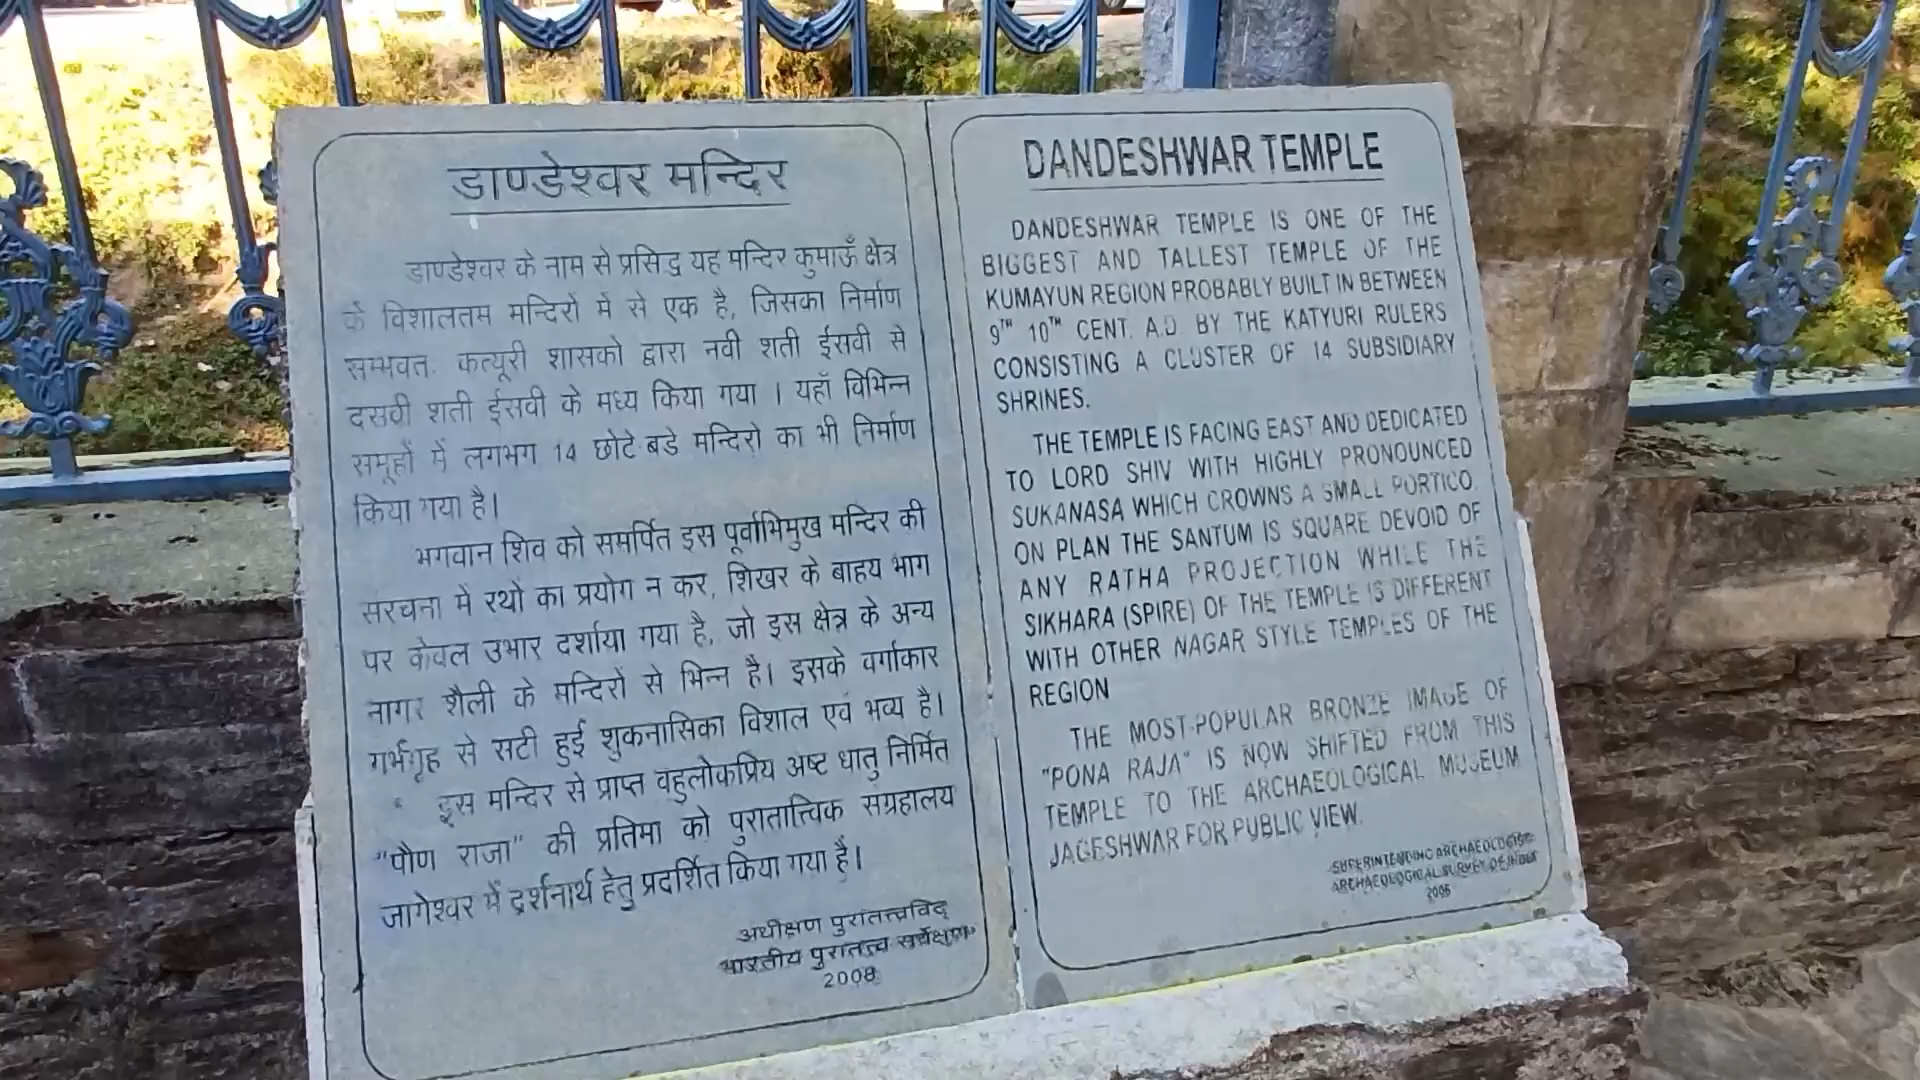 डाण्डेश्वर मन्दिर
डाण्डेश्वर के नाम से प्रसिद्ध यह मन्दिर कुमाऊँ क्षेत्र
के विशालतम मन्दिरों में से एक है, जिसका निर्माण
सम्भवत. कत्यूरी शासको द्वारा नवी शती ईसवी से
दसवी शती ईसवी के मध्य किया गया । यहाँ विभिन्न
समूहों में लगभग 14 छोटे-बडे मन्दिरो का भी निर्माण
किया गया है।
भगवान शिव को समर्पित इस पूर्वाभिमुख मन्दिर की
संरचना में रथो का प्रयोग न कर, शिखर के बाहय भाग
पर केवल उभार दर्शाया गया है, जो इस क्षेत्र के अन्य
नागर शैली के मन्दिरों से भिन्न है। इसके वर्गाकार
गर्भगृह से सटी हुई शुकनासिका विशाल एवं भव्य है।
इस मन्दिर से प्राप्त वहुलोकप्रिय अष्ट धातु निर्मित
"पौण राजा" की प्रतिमा को पुरातात्त्विक संग्रहालय
जागेश्वर में दर्शनार्थ हेतु प्रदर्शित किया गया है।
अधीक्षण पुरातत्त्वविद्
भारतीय पुरातत्त्व सर्वेक्षण
2008
DANDESHWAR TEMPLE
DANDESHWAR TEMPLE IS ONE OF THE
BIGGEST AND TALLEST TEMPLE OF THE
KUMAYUN REGION PROBABLY BUILT IN BETWEEN
9TH 10TH CENT. A.D BY THE KATYURI RULERS
CONSISTING A CLUSTER OF 14 SUBSIDIARY
SHRINES.
THE TEMPLE IS FACING EAST AND DEDICATED
TO LORD SHIV WITH HIGHLY PRONOUNCED
SUKANASA WHICH CROWNS A SMALL PORTICO.
ON PLAN THE SANTUM IS SQUARE DEVOID OF
ANY RATHA PROJECTION WHILE THE
SIKHARA (SPIRE) OF THE TEMPLE IS DIFFERENT
WITH OTHER NAGAR STYLE TEMPLES OF THE
REGION
THE MOST-POPULAR BRONZE IMAGE OF
"PONA RAJA" IS NOW SHIFTED FROM THIS
TEMPLE TO THE ARCHAEOLOGICAL MUSEUM
JAGESHWAR FOR PUBLIC VIEW.
SUPERINTENDING ARCHAEOLOGIST
ARCHAEOLOGICAL SURVEY OF INDIA